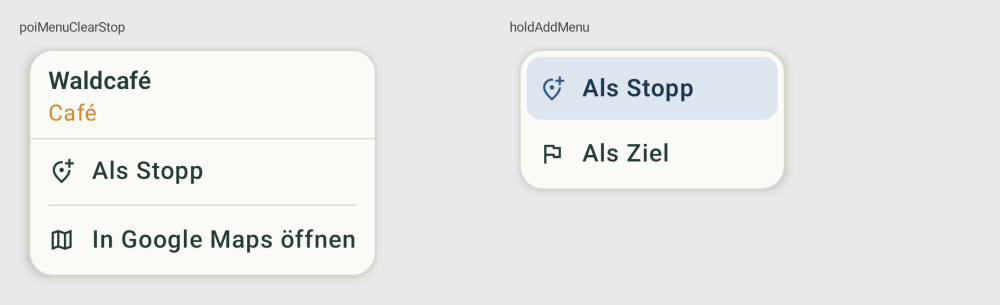 poiMenuClearStop
Waldcafé
Café
Als Stopp
In Google Maps öffnen
holdAddMenu
Als Stopp
Als Ziel